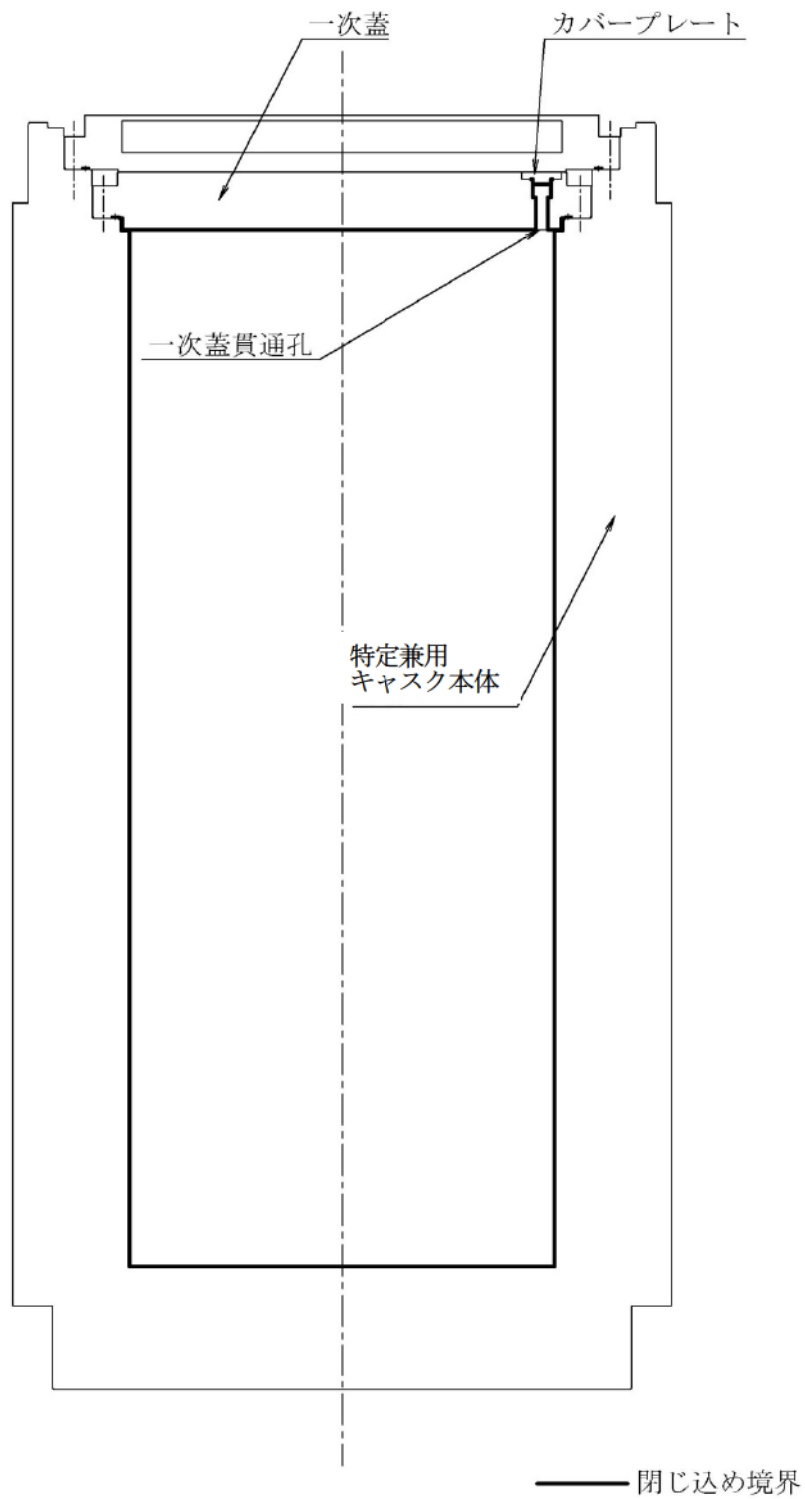 一次蓋
カバープレート
一次蓋貫通孔
特定兼用
キャスク本体
閉じ込め境界